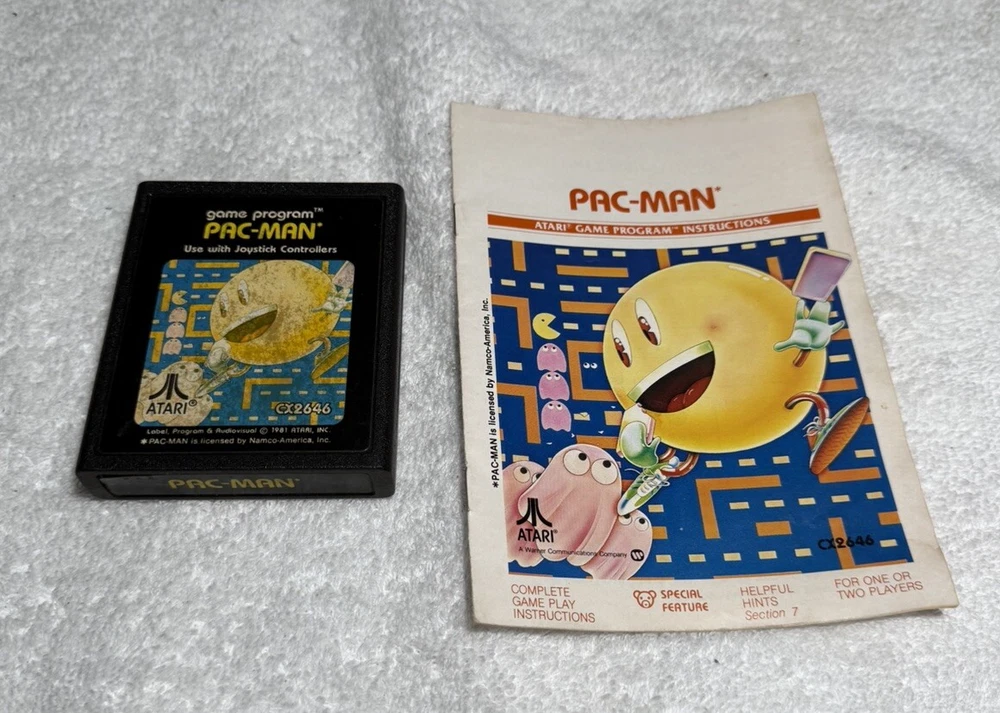 game program™
PAC-MAN*
Use with Joystick Controllers
ATARI®
CX2646
Label, Program & Audiovisual © 1981 ATARI, INC.
* PAC-MAN is licensed by Namco-America, Inc.
PAC-MAN*
PAC-MAN*
ATARI® GAME PROGRAM™ INSTRUCTIONS
*PAC-MAN is licensed by Namco-America, Inc.
ATARI®
A Warner Communications Company
CX2646
COMPLETE
GAME PLAY
INSTRUCTIONS
SPECIAL
FEATURE
HELPFUL
HINTS
Section 7
FOR ONE OR
TWO PLAYERS